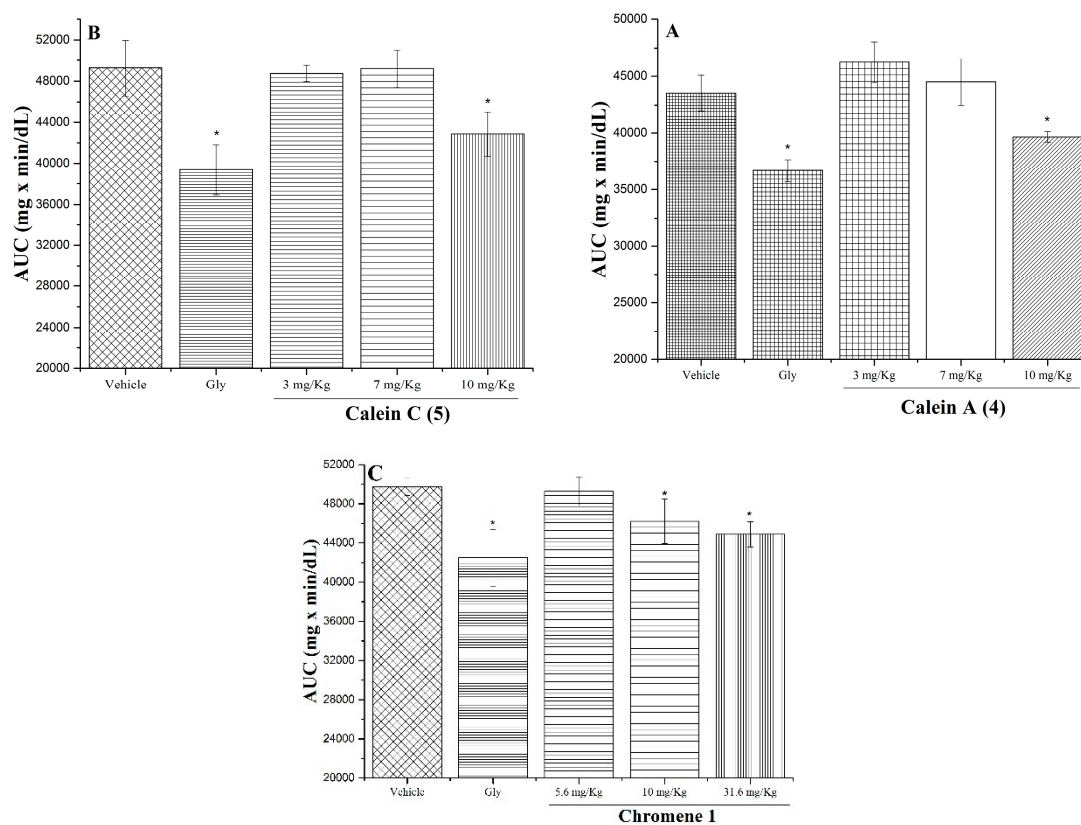 B
AUC (mg x min/dL)
52000
48000
44000
40000
36000
32000
28000
24000
20000
*
*
Vehicle Gly 3 mg/Kg 7 mg/Kg 10 mg/Kg
Calein C (5)
A
AUC (mg x min/dL)
50000
45000
40000
35000
30000
25000
20000
*
*
Vehicle Gly 3 mg/Kg 7 mg/Kg 10 mg/Kg
Calein A (4)
C
AUC (mg x min/dL)
52000
48000
44000
40000
36000
32000
28000
24000
20000
*
*
*
Vehicle Gly 5.6 mg/Kg 10 mg/Kg 31.6 mg/Kg
Chromene 1